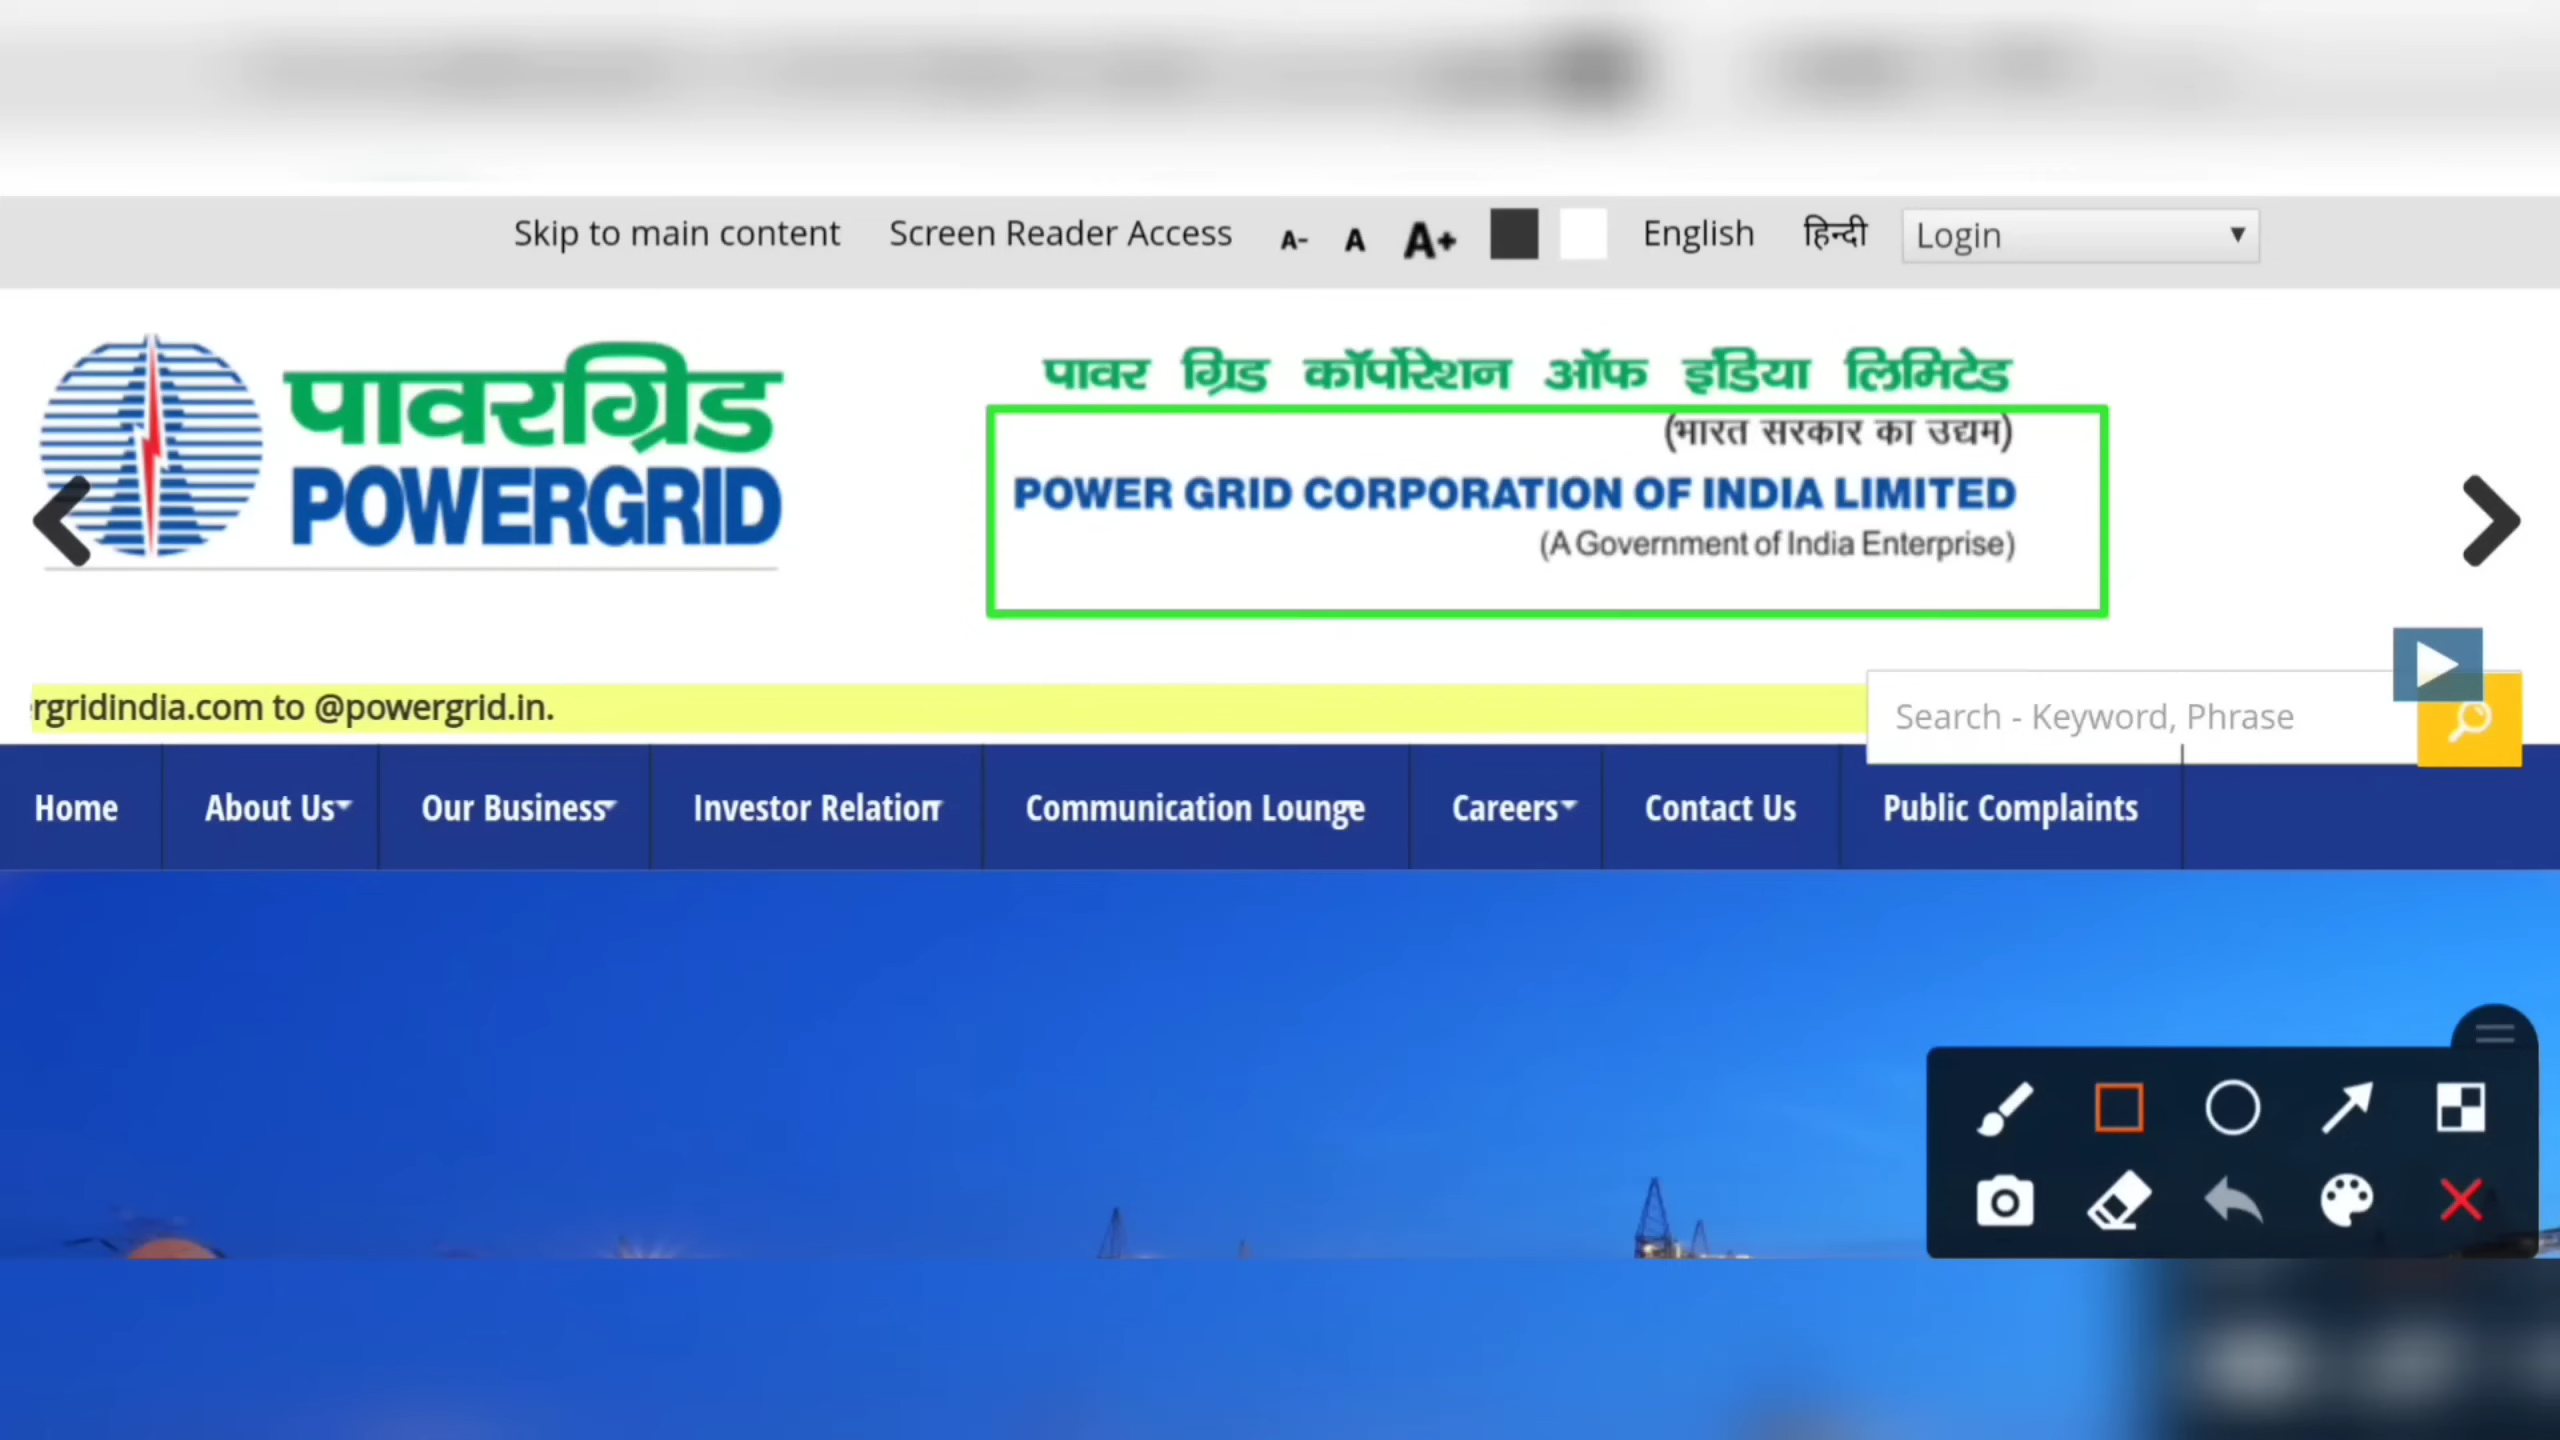 Skip to main content Screen Reader Access A- A A+ English हिन्दी Login
पावरग्रिड
POWERGRID
पावर ग्रिड कॉर्पोरेशन ऑफ इंडिया लिमिटेड
(भारत सरकार का उद्यम)
POWER GRID CORPORATION OF INDIA LIMITED
(A Government of India Enterprise)
rgridindia.com to @powergrid.in.
Search - Keyword, Phrase
Home About Us Our Business Investor Relation Communication Lounge Careers Contact Us Public Complaints